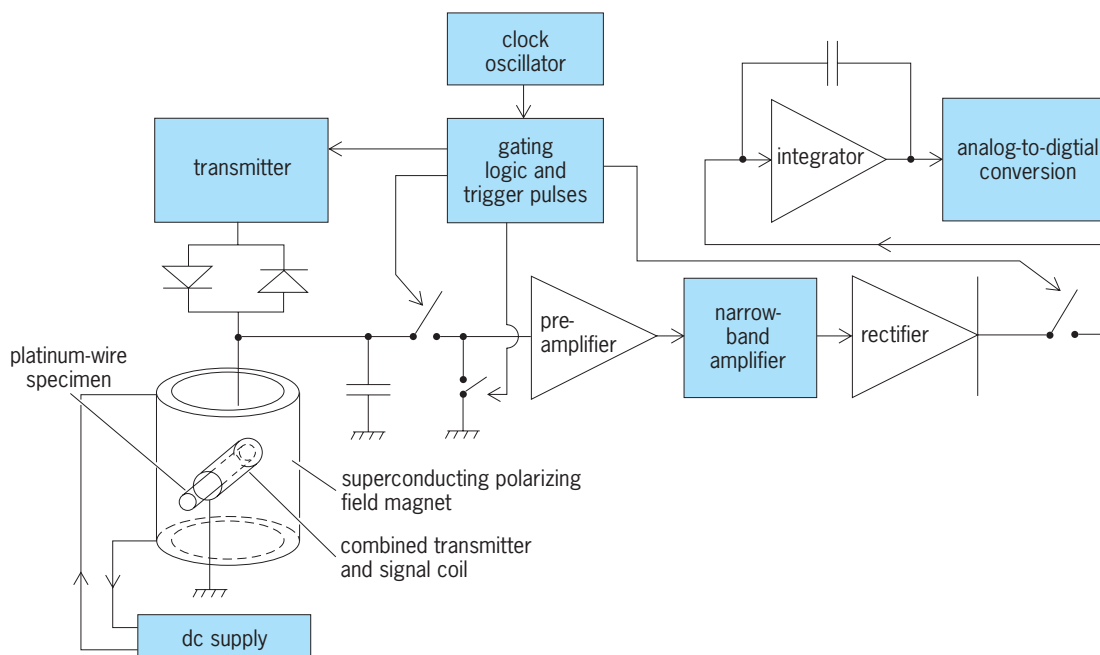 clock
oscillator
transmitter
gating
logic and
trigger pulses
integrator
analog-to-digtial
conversion
pre-
amplifier
narrow-
band
amplifier
rectifier
platinum-wire
specimen
superconducting polarizing
field magnet
combined transmitter
and signal coil
dc supply